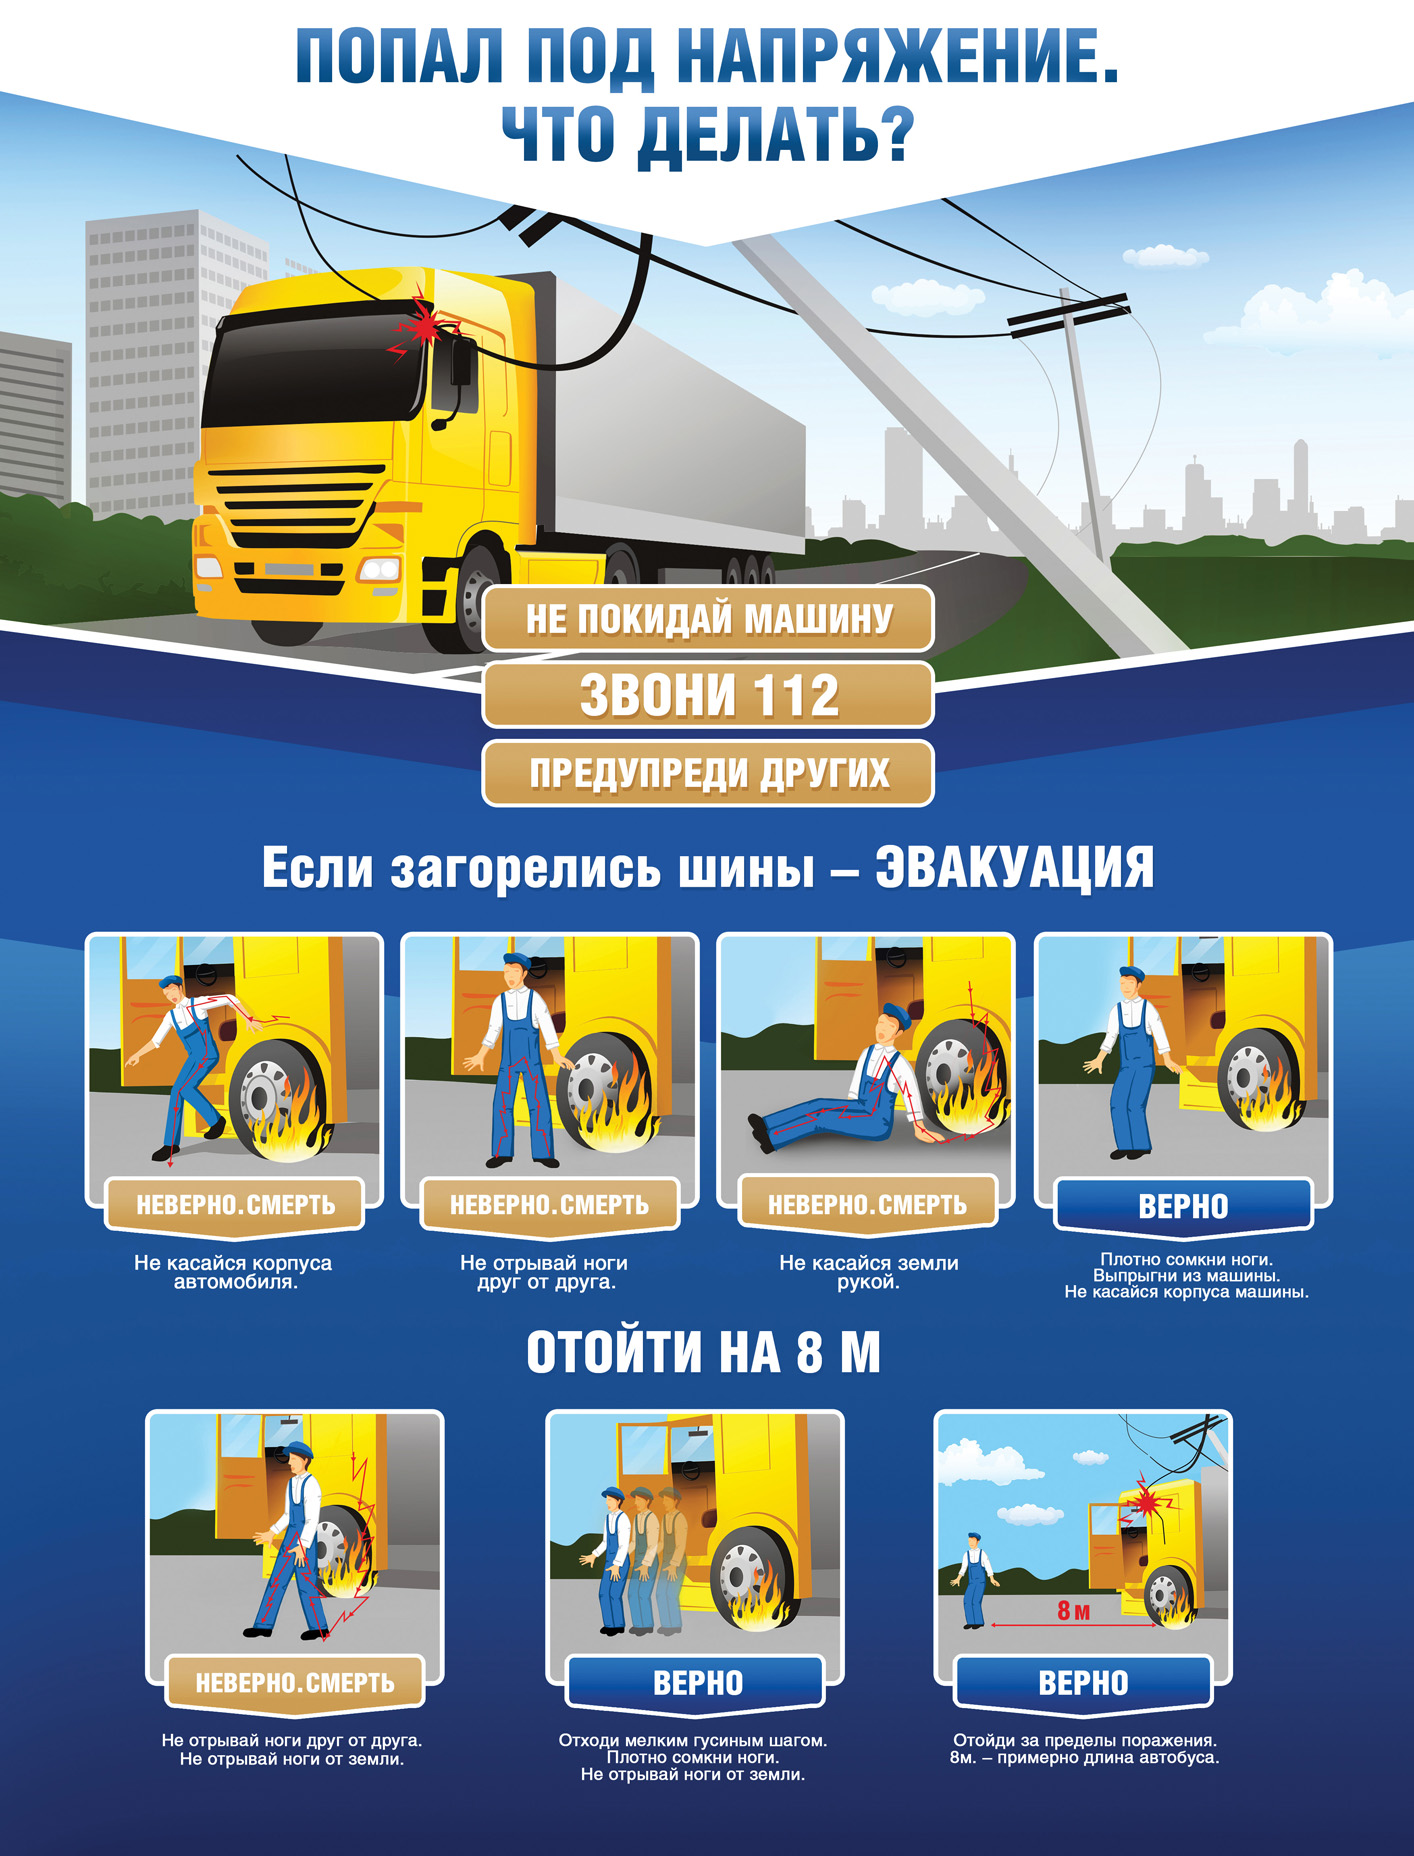 ПОПАЛ ПОД НАПРЯЖЕНИЕ.
ЧТО ДЕЛАТЬ?
НЕ ПОКИДАЙ МАШИНУ
ЗВОНИ 112
ПРЕДУПРЕДИ ДРУГИХ
Если загорелись шины – ЭВАКУАЦИЯ
НЕВЕРНО.СМЕРТЬ
Не касайся корпуса
автомобиля.
НЕВЕРНО.СМЕРТЬ
Не отрывай ноги
друг от друга.
НЕВЕРНО.СМЕРТЬ
Не касайся земли
рукой.
ВЕРНО
Плотно сомкни ноги.
Выпрыгни из машины.
Не касайся корпуса машины.
ОТОЙТИ НА 8 М
НЕВЕРНО.СМЕРТЬ
Не отрывай ноги друг от друга.
Не отрывай ноги от земли.
ВЕРНО
Отходи мелким гусиным шагом.
Плотно сомкни ноги.
Не отрывай ноги от земли.
8 м
ВЕРНО
Отойди за пределы поражения.
8м. – примерно длина автобуса.